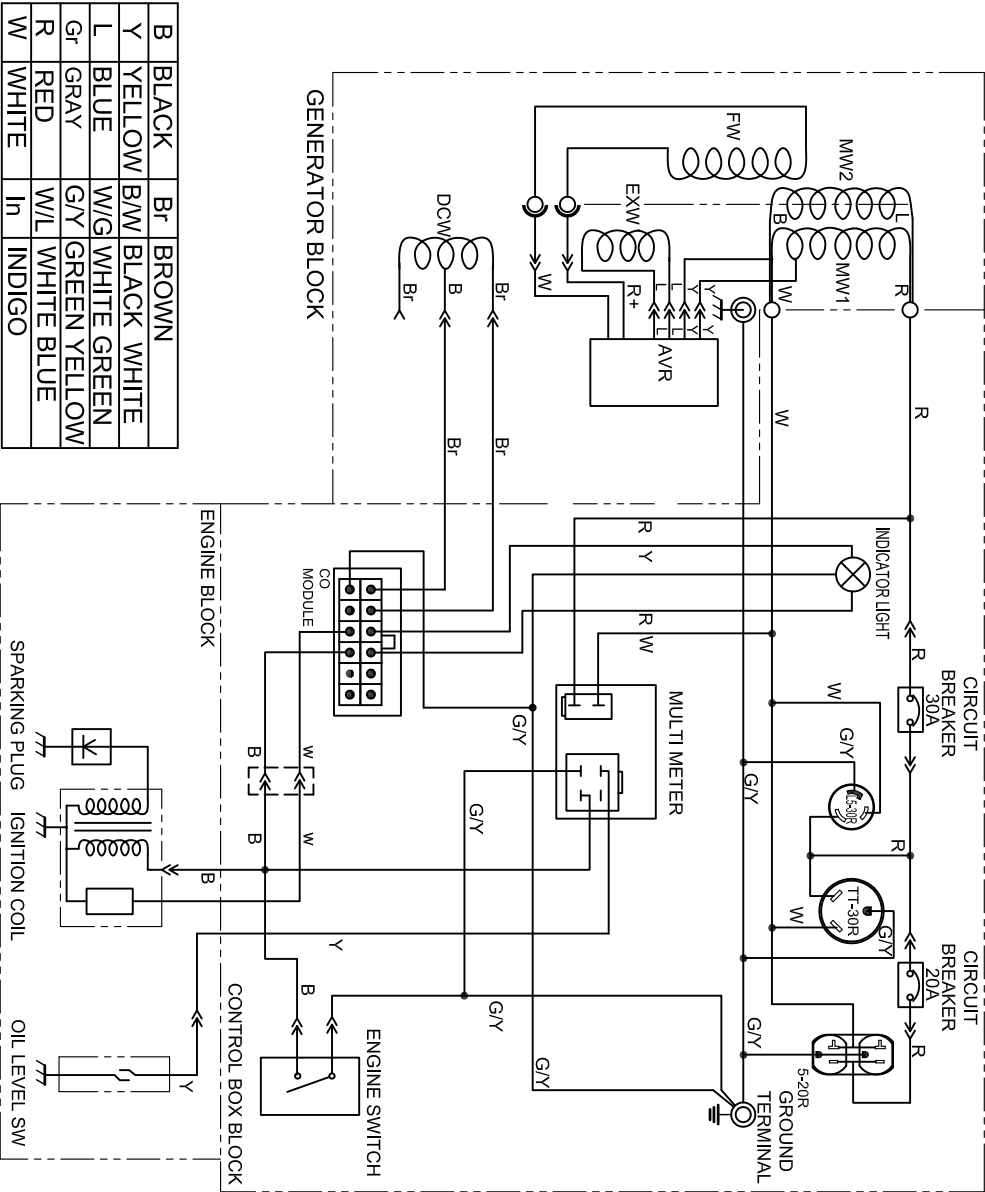 GENERATOR BLOCK
MW2
FW
EXW
MW1
DCW
L
B
R
W
W
R+
L
L
Y
Y
L
L
Y
Y
AVR
Br
B
Br
Br
Br
R
W
INDICATOR LIGHT
R
Y
R
W
CO
MODULE
CIRCUIT
BREAKER
30A
R
W
G/Y
L5-30R
MULTI METER
G/Y
G/Y
G/Y
R
TT-30R
W
G/Y
CIRCUIT
BREAKER
20A
R
5-20R
G/Y
GROUND
TERMINAL
G/Y
G/Y
ENGINE SWITCH
B
CONTROL BOX BLOCK
ENGINE BLOCK
B
W
B
W
B
Y
SPARKING PLUG
IGNITION COIL
OIL LEVEL SW
Y
B BLACK Br BROWN
Y YELLOW B/W BLACK WHITE
L BLUE W/G WHITE GREEN
Gr GRAY G/Y GREEN YELLOW
R RED W/L WHITE BLUE
W WHITE In INDIGO